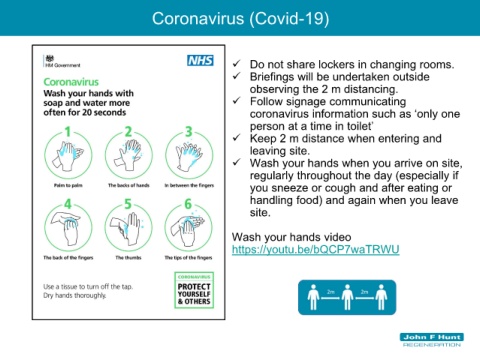 Coronavirus (Covid-19)
HM Government
NHS
Coronavirus
Wash your hands with
soap and water more
often for 20 seconds
1
2
3
Palm to palm
The backs of hands
In between the fingers
4
5
6
The back of the fingers
The thumbs
The tips of the fingers
Use a tissue to turn off the tap.
Dry hands thoroughly.
CORONAVIRUS
PROTECT
YOURSELF
& OTHERS
✓ Do not share lockers in changing rooms.
✓ Briefings will be undertaken outside
observing the 2 m distancing.
✓ Follow signage communicating
coronavirus information such as ‘only one
person at a time in toilet’
✓ Keep 2 m distance when entering and
leaving site.
✓ Wash your hands when you arrive on site,
regularly throughout the day (especially if
you sneeze or cough and after eating or
handling food) and again when you leave
site.
Wash your hands video
https://youtu.be/bQCP7waTRWU
2m
2m
John F Hunt
REGENERATION